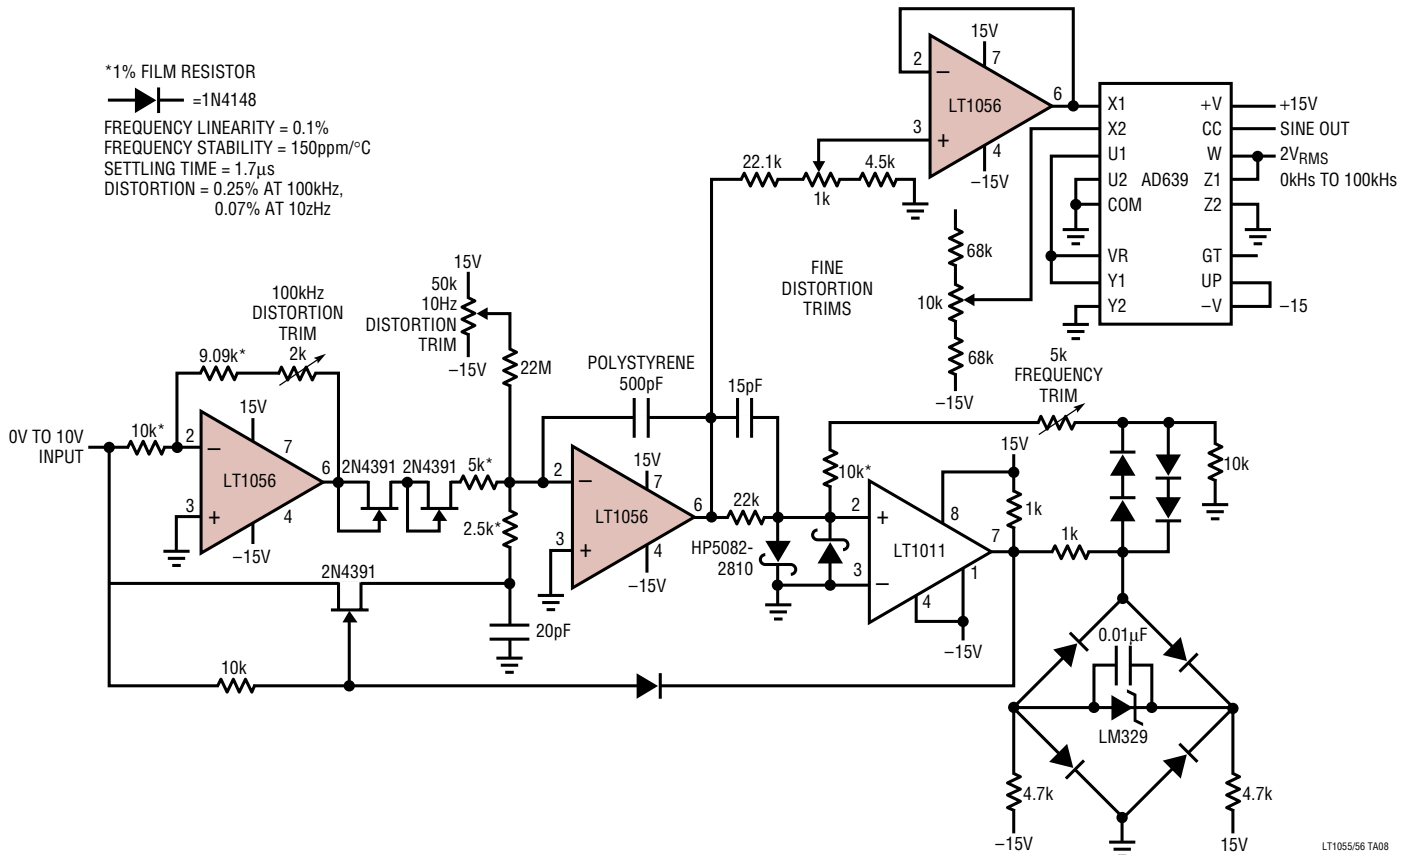 *1% FILM RESISTOR
=1N4148
FREQUENCY LINEARITY = 0.1%
FREQUENCY STABILITY = 150ppm/°C
SETTLING TIME = 1.7µs
DISTORTION = 0.25% AT 100kHz,
0.07% AT 10zHz
15V
2
7
–
LT1056
6
3
+
4
–15V
22.1k
1k
4.5k
X1
X2
U1
U2
COM
VR
Y1
Y2
AD639
+V
CC
W
Z1
Z2
GT
UP
–V
+15V
SINE OUT
2VRMS
0kHs TO 100kHs
–15
68k
10k
68k
–15V
FINE
DISTORTION
TRIMS
15V
50k
10Hz
DISTORTION
TRIM
–15V
22M
100kHz
DISTORTION
TRIM
9.09k*
2k
0V TO 10V
INPUT
10k*
15V
2
7
–
LT1056
6
3
+
4
–15V
2N4391
2N4391
5k*
2.5k*
2N4391
20pF
10k
POLYSTYRENE
500pF
15pF
15V
2
7
–
LT1056
6
3
+
4
–15V
22k
HP5082-
2810
10k*
2
+
8
LT1011
7
3
–
4
1
–15V
15V
1k
1k
5k
FREQUENCY
TRIM
10k
0.01µF
LM329
4.7k
4.7k
–15V
15V
LT1055/56 TA08